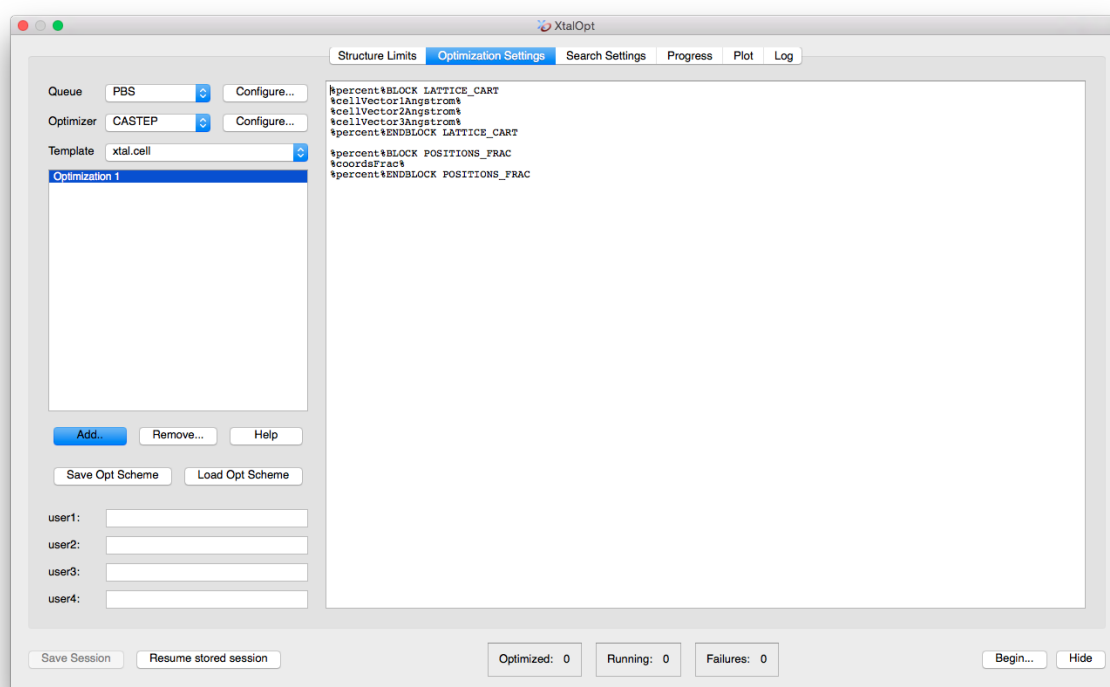 XtalOpt
Structure Limits Optimization Settings Search Settings Progress Plot Log
Queue PBS Configure...
Optimizer CASTEP Configure...
Template xtal.cell
Optimization 1
%percent%BLOCK LATTICE_CART
%cellVector1Angstrom%
%cellVector2Angstrom%
%cellVector3Angstrom%
%percent%ENDBLOCK LATTICE_CART
%percent%BLOCK POSITIONS_FRAC
%coordsFrac%
%percent%ENDBLOCK POSITIONS_FRAC
Add.. Remove... Help
Save Opt Scheme Load Opt Scheme
user1:
user2:
user3:
user4:
Save Session Resume stored session Optimized: 0 Running: 0 Failures: 0 Begin... Hide